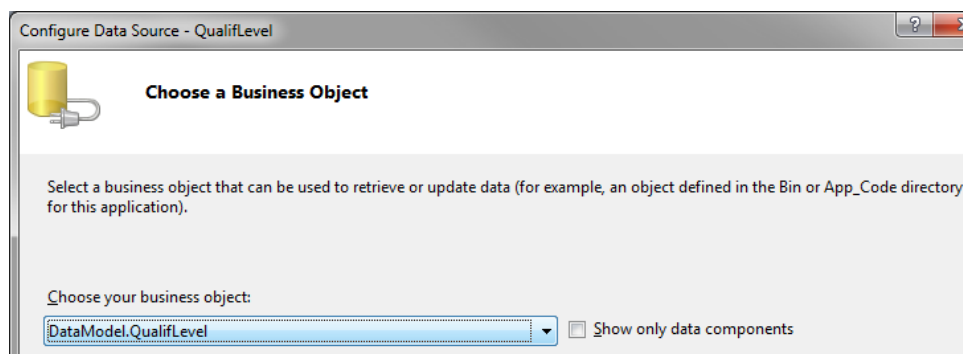 Configure Data Source - QualifLevel
Choose a Business Object
Select a business object that can be used to retrieve or update data (for example, an object defined in the Bin or App_Code directory
for this application).
Choose your business object:
DataModel.QualifLevel
Show only data components